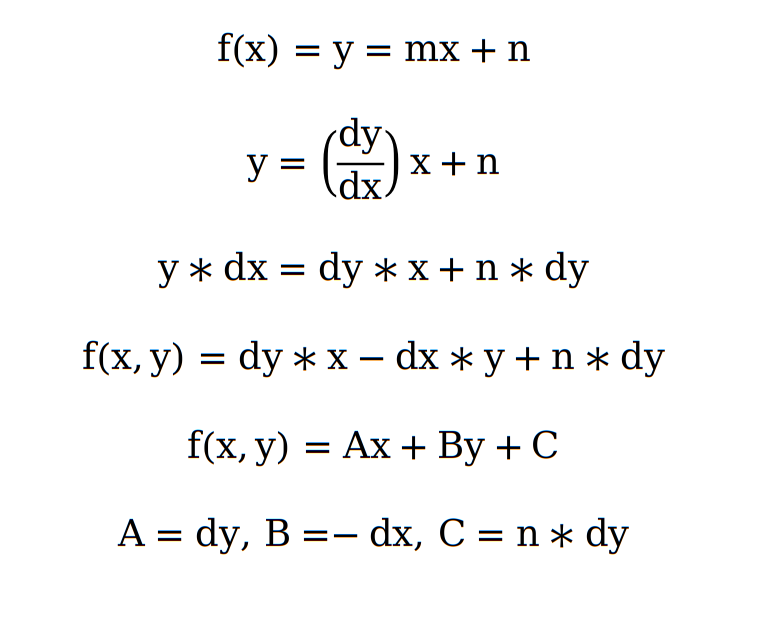 f(x) = y = mx + n
y = (dy/dx) x + n
y ∗ dx = dy ∗ x + n ∗ dy
f(x, y) = dy ∗ x − dx ∗ y + n ∗ dy
f(x, y) = Ax + By + C
A = dy, B =− dx, C = n ∗ dy